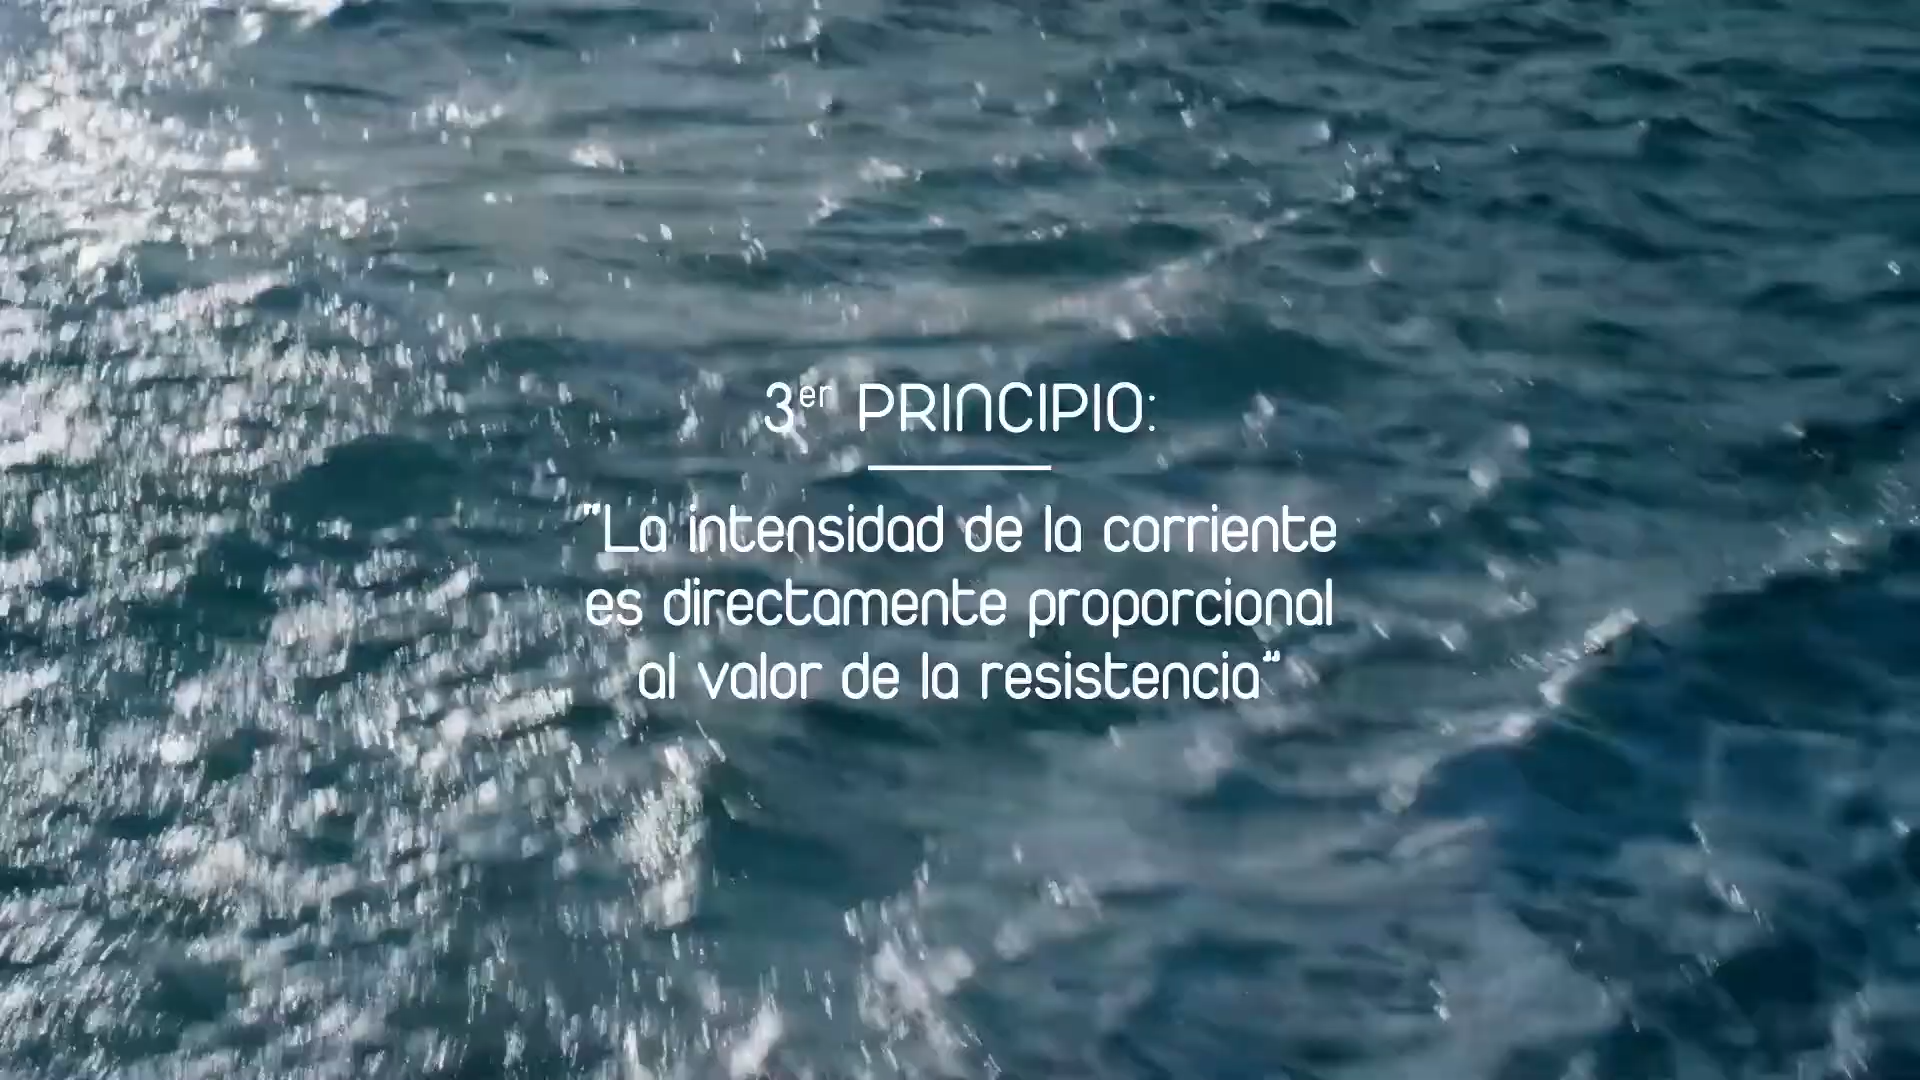 3er PRINCIPIO:
"La intensidad de la corriente
es directamente proporcional
al valor de la resistencia"